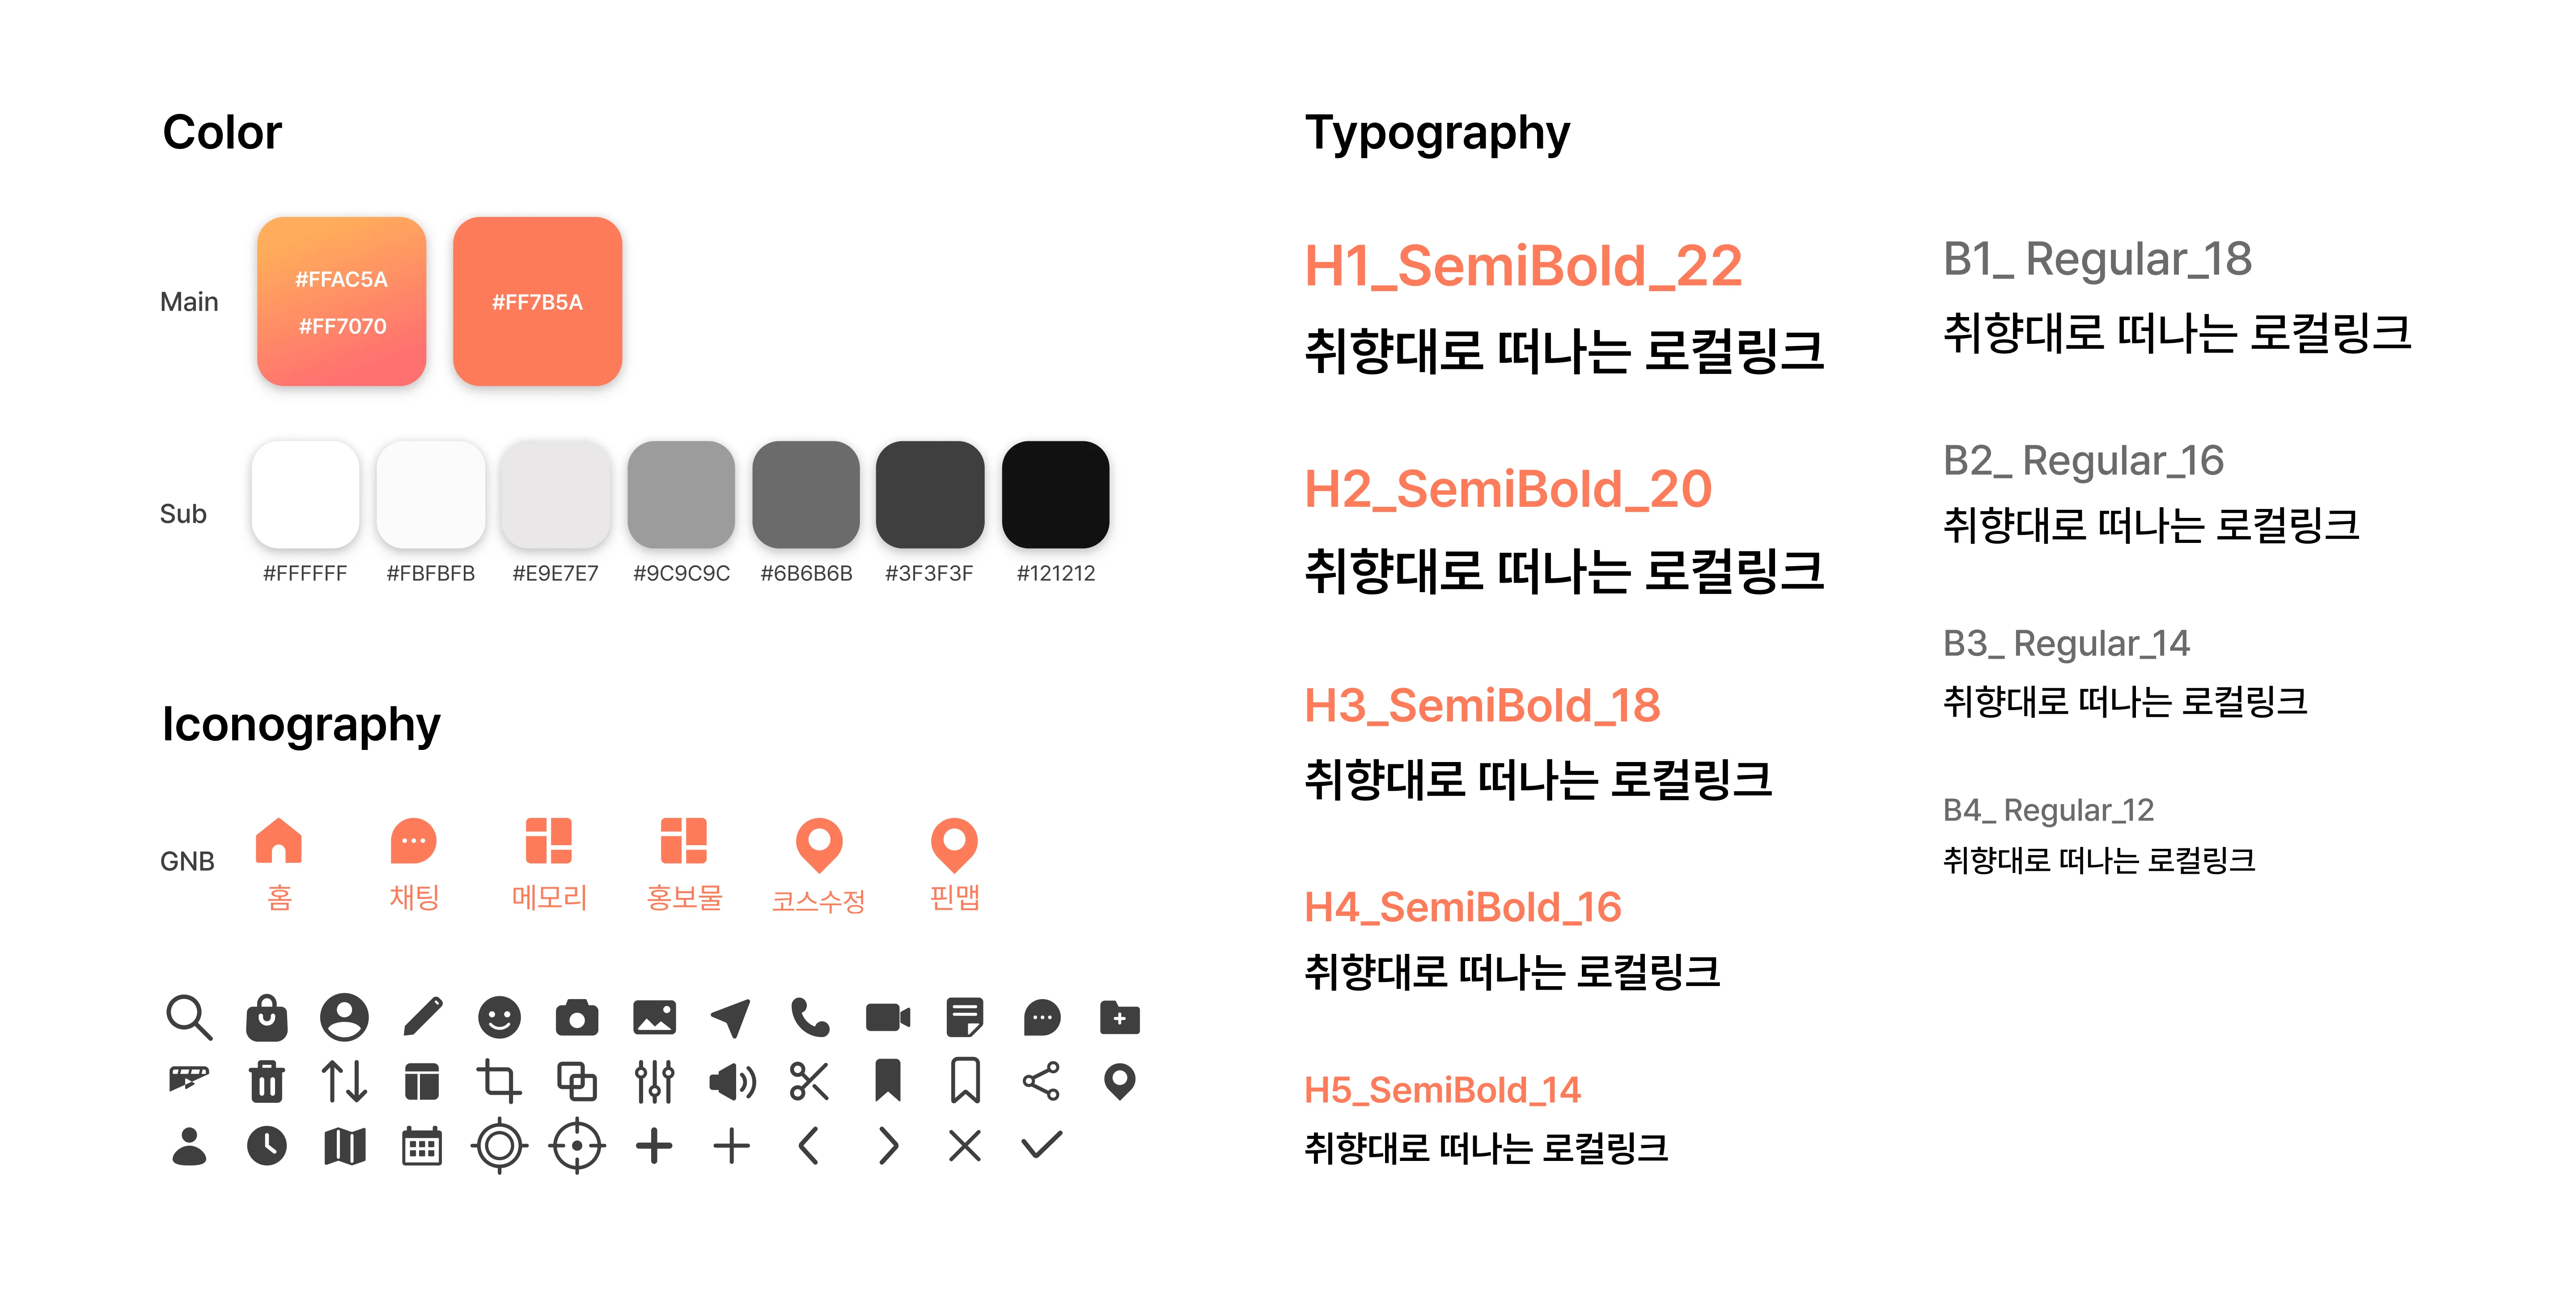 Color
Main
#FFAC5A
#FF7070
#FF7B5A
Sub
#FFFFFF
#FBFBFB
#E9E7E7
#9C9C9C
#6B6B6B
#3F3F3F
#121212
Iconography
GNB
홈
채팅
메모리
홍보물
코스수정
핀맵
Typography
H1_SemiBold_22
취향대로 떠나는 로컬링크
H2_SemiBold_20
취향대로 떠나는 로컬링크
H3_SemiBold_18
취향대로 떠나는 로컬링크
H4_SemiBold_16
취향대로 떠나는 로컬링크
H5_SemiBold_14
취향대로 떠나는 로컬링크
B1_ Regular_18
취향대로 떠나는 로컬링크
B2_ Regular_16
취향대로 떠나는 로컬링크
B3_ Regular_14
취향대로 떠나는 로컬링크
B4_ Regular_12
취향대로 떠나는 로컬링크